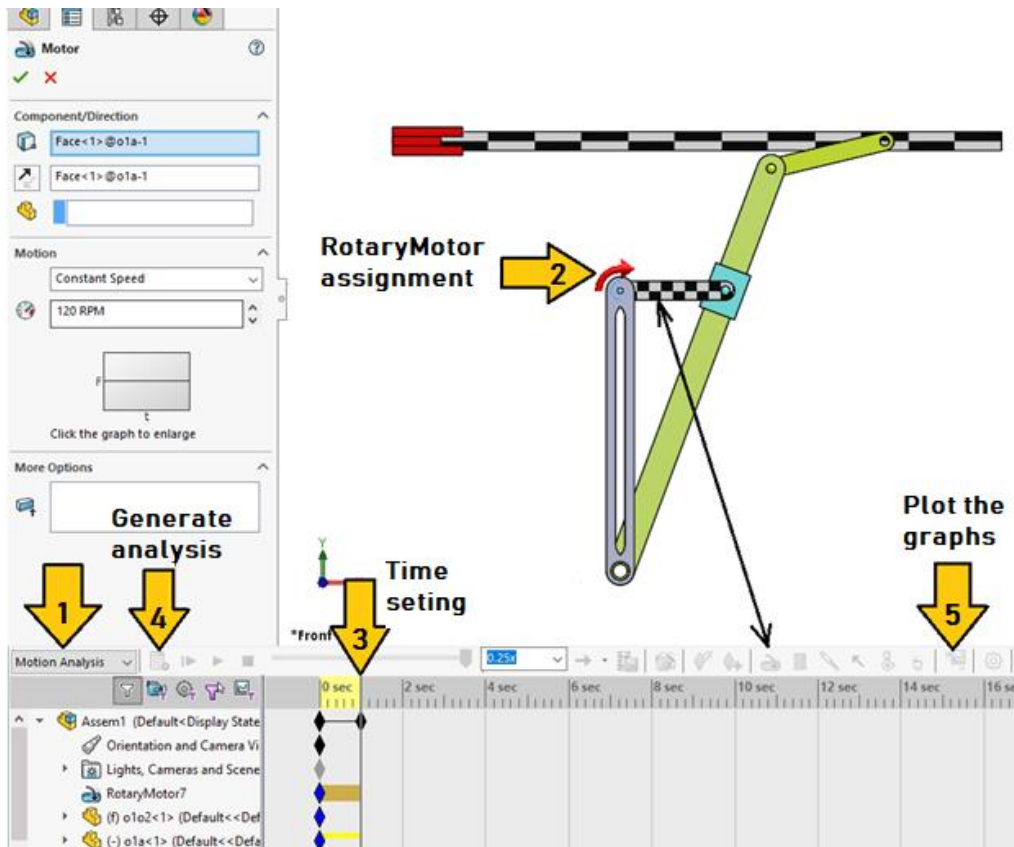 Motor
Component/Direction
Face<1>@o1a-1
Face<1>@o1a-1
Motion
Constant Speed
120 RPM
F
t
Click the graph to enlarge
More Options
RotaryMotor
assignment
2
Generate
analysis
Plot the
graphs
Y
Time
seting
1
4
3
5
*Front
Motion Analysis
0.25x
0 sec
2 sec
4 sec
6 sec
8 sec
10 sec
12 sec
14 sec
16 se
Assem1 (Default<Display State
Orientation and Camera Vi
Lights, Cameras and Scene
RotaryMotor7
(f) o1o2<1> (Default<<Def
(-) o1a<1> (Default<<Defa